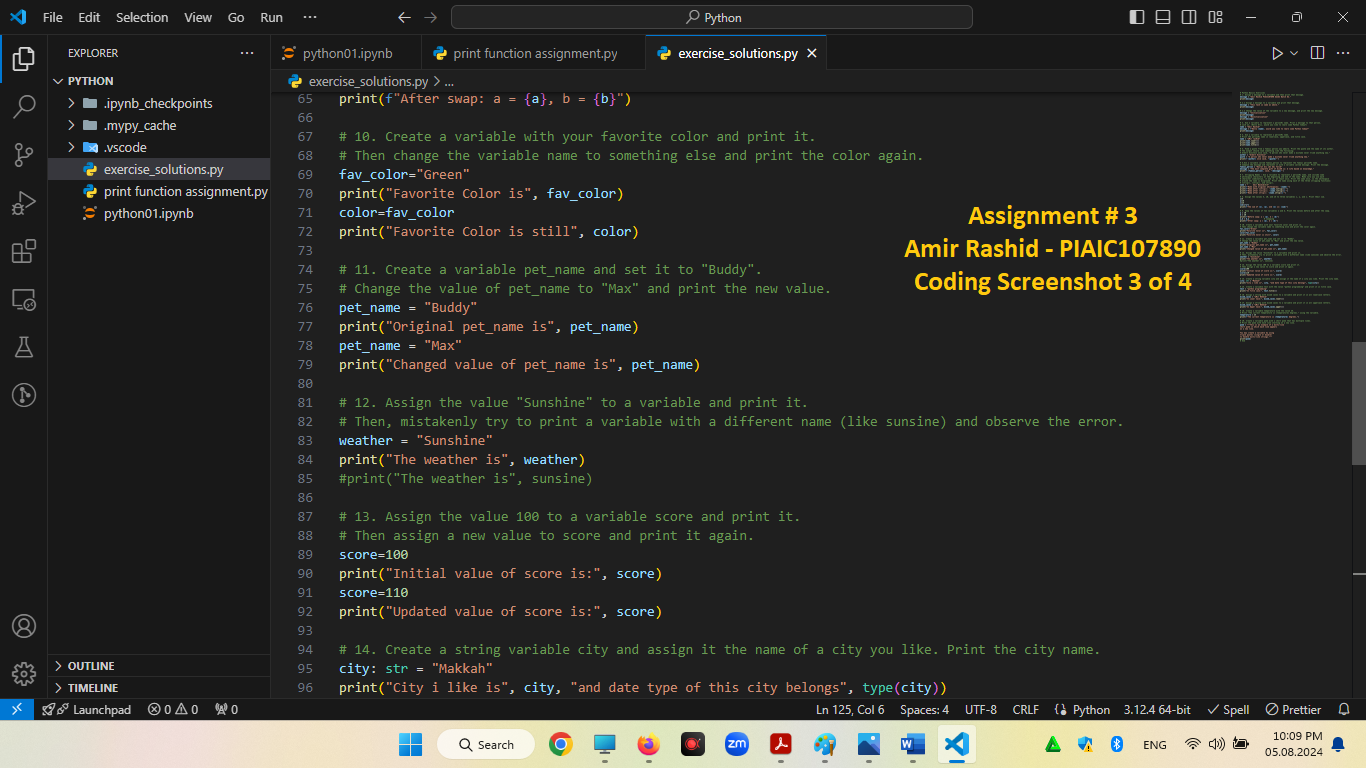 File Edit Selection View Go Run ···
Python
EXPLORER ···
python01.ipynb
print function assignment.py
exercise_solutions.py
PYTHON
exercise_solutions.py > ...
.ipynb_checkpoints
.mypy_cache
.vscode
exercise_solutions.py
print function assignment.py
python01.ipynb
65 print(f"After swap: a = {a}, b = {b}")
66
67 # 10. Create a variable with your favorite color and print it.
68 # Then change the variable name to something else and print the color again.
69 fav_color="Green"
70 print("Favorite Color is", fav_color)
71 color=fav_color
72 print("Favorite Color is still", color)
73
74 # 11. Create a variable pet_name and set it to "Buddy".
75 # Change the value of pet_name to "Max" and print the new value.
76 pet_name = "Buddy"
77 print("Original pet_name is", pet_name)
78 pet_name = "Max"
79 print("Changed value of pet_name is", pet_name)
80
81 # 12. Assign the value "Sunshine" to a variable and print it.
82 # Then, mistakenly try to print a variable with a different name (like sunsine) and observe the error.
83 weather = "Sunshine"
84 print("The weather is", weather)
85 #print("The weather is", sunsine)
86
87 # 13. Assign the value 100 to a variable score and print it.
88 # Then assign a new value to score and print it again.
89 score=100
90 print("Initial value of score is:", score)
91 score=110
92 print("Updated value of score is:", score)
93
94 # 14. Create a string variable city and assign it the name of a city you like. Print the city name.
95 city: str = "Makkah"
96 print("City i like is", city, "and date type of this city belongs", type(city))
Assignment # 3
Amir Rashid - PIAIC107890
Coding Screenshot 3 of 4
OUTLINE
TIMELINE
Launchpad 0 0 0
Ln 125, Col 6 Spaces: 4 UTF-8 CRLF Python 3.12.4 64-bit Spell Prettier
Search
zm
ENG
10:09 PM
05.08.2024